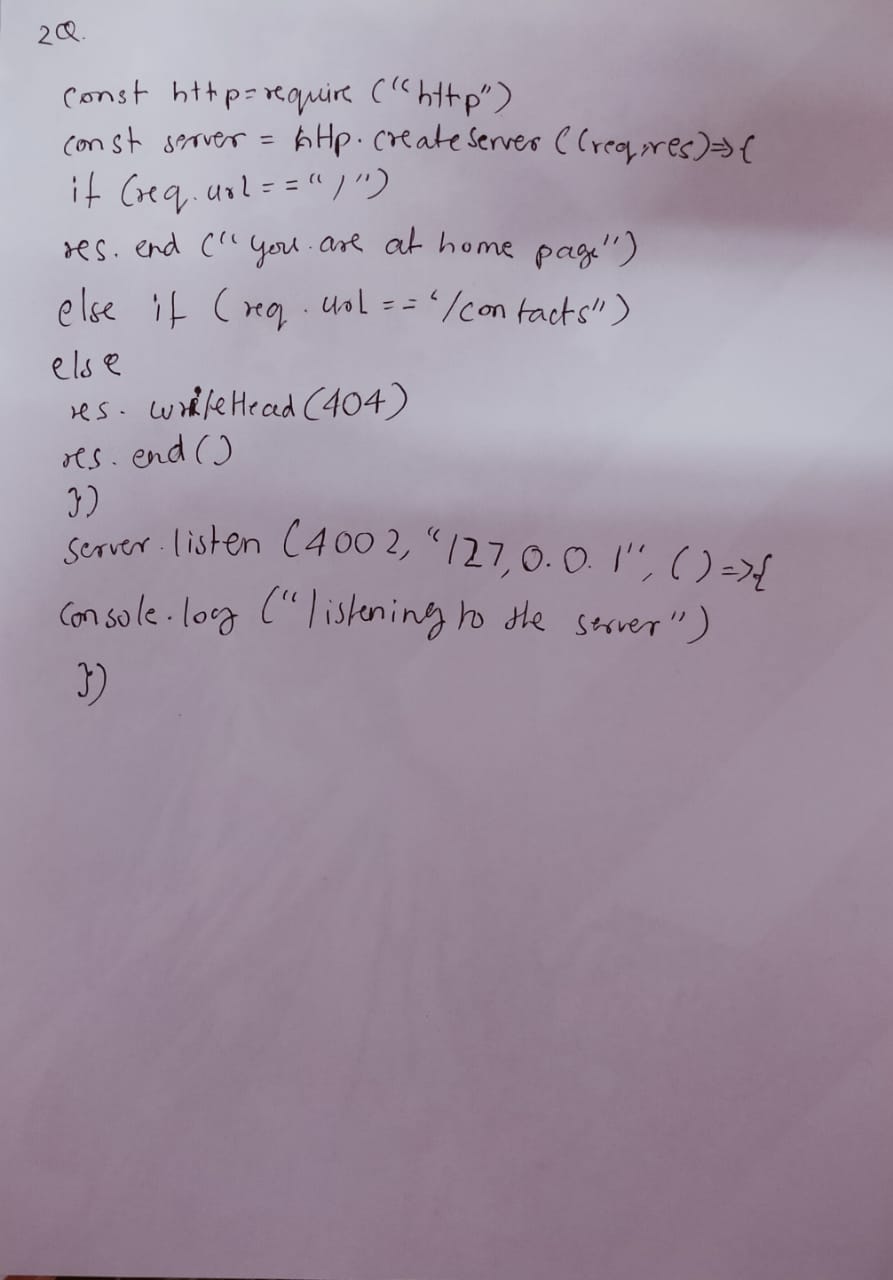 2Q.
const http=require ("http")
const server = http.createServer ((req,res)=>{
if (req.url=="/")
res.end ("you.are at home page")
else if (req.url=='/contacts")
else
res.writeHead(404)
res.end()
})
server.listen (4002, "127,0.0.1", ()=>{
console.log ("listening to the server")
})